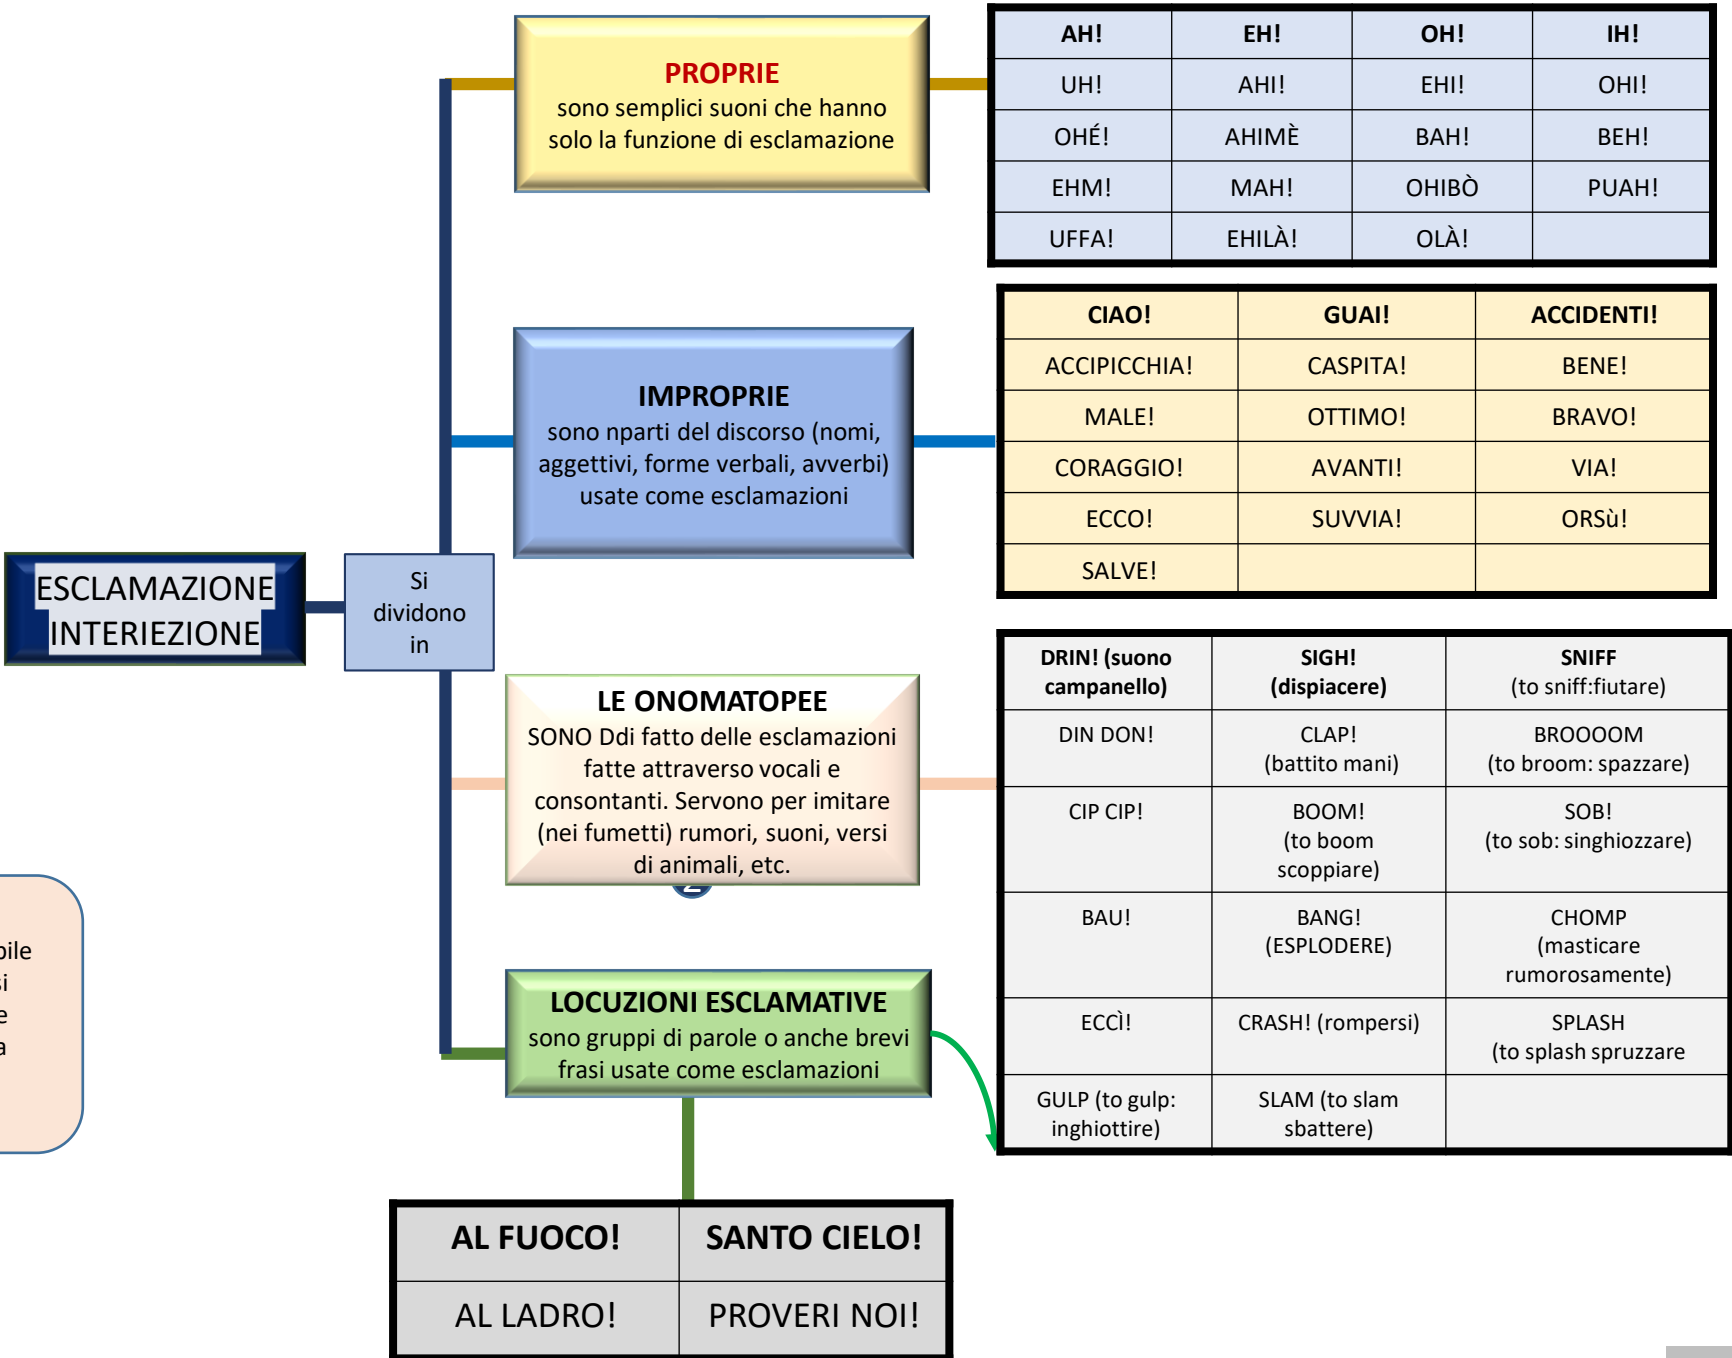 PROPRIE
sono semplici suoni che hanno
solo la funzione di esclamazione
AH! EH! OH! IH!
UH! AHI! EHI! OHI!
OHÉ! AHIMÈ BAH! BEH!
EHM! MAH! OHIBÒ PUAH!
UFFA! EHILÀ! OLÀ!
IMPROPRIE
sono nparti del discorso (nomi,
aggettivi, forme verbali, avverbi)
usate come esclamazioni
CIAO! GUAI! ACCIDENTI!
ACCIPICCHIA! CASPITA! BENE!
MALE! OTTIMO! BRAVO!
CORAGGIO! AVANTI! VIA!
ECCO! SUVVIA! ORSù!
SALVE!
ESCLAMAZIONE
INTERIEZIONE
Si
dividono
in
LE ONOMATOPEE
SONO Ddi fatto delle esclamazioni
fatte attraverso vocali e
consontanti. Servono per imitare
(nei fumetti) rumori, suoni, versi
di animali, etc.
DRIN! (suono
campanello)
SIGH!
(dispiacere)
SNIFF
(to sniff:fiutare)
DIN DON!
CLAP!
(battito mani)
BROOOOM
(to broom: spazzare)
CIP CIP!
BOOM!
(to boom
scoppiare)
SOB!
(to sob: singhiozzare)
BAU!
BANG!
(ESPLODERE)
CHOMP
(masticare
rumorosamente)
ECCÌ!
CRASH! (rompersi)
SPLASH
(to splash spruzzare
GULP (to gulp:
inghiottire)
SLAM (to slam
sbattere)
LOCUZIONI ESCLAMATIVE
sono gruppi di parole o anche brevi
frasi usate come esclamazioni
AL FUOCO! SANTO CIELO!
AL LADRO! PROVERI NOI!